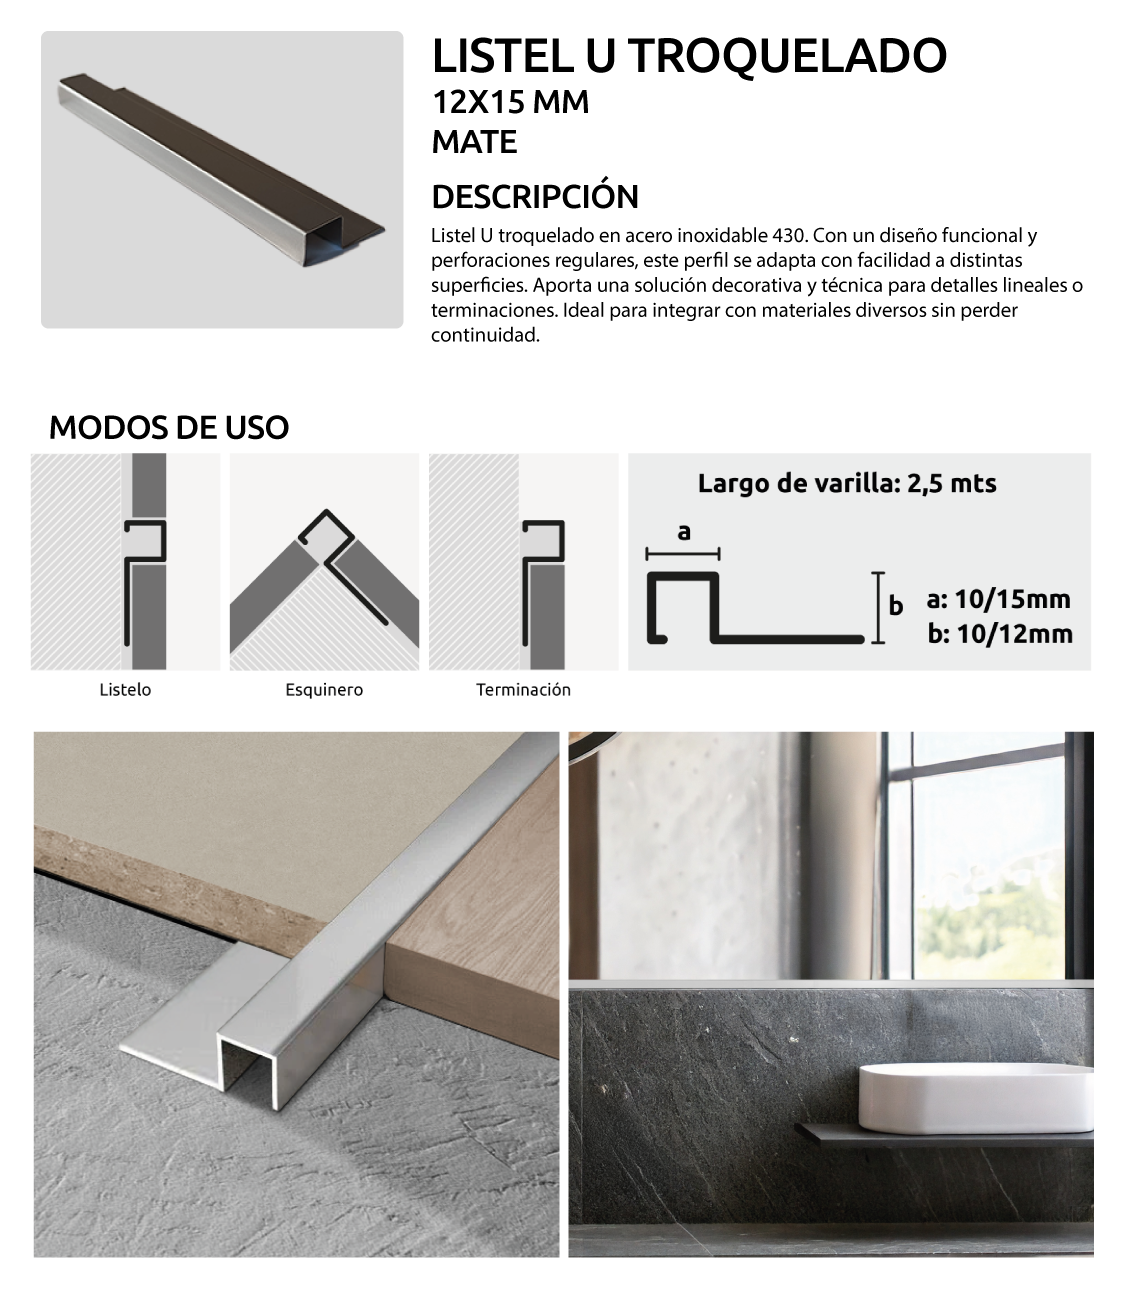 LISTEL U TROQUELADO
12X15 MM
MATE
DESCRIPCIÓN
Listel U troquelado en acero inoxidable 430. Con un diseño funcional y
perforaciones regulares, este perfil se adapta con facilidad a distintas
superficies. Aporta una solución decorativa y técnica para detalles lineales o
terminaciones. Ideal para integrar con materiales diversos sin perder
continuidad.
MODOS DE USO
Listelo
Esquinero
Terminación
Largo de varilla: 2,5 mts
a
b
a: 10/15mm
b: 10/12mm